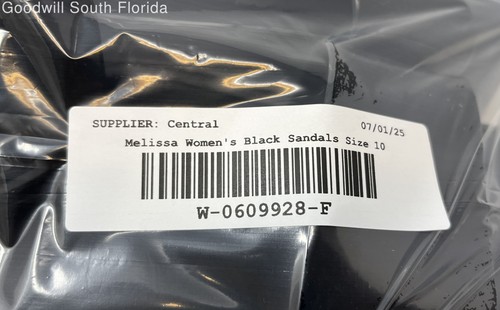 Goodwill South Florida
SUPPLIER: Central
07/01/25
Melissa Women's Black Sandals Size 10
W-0609928-F